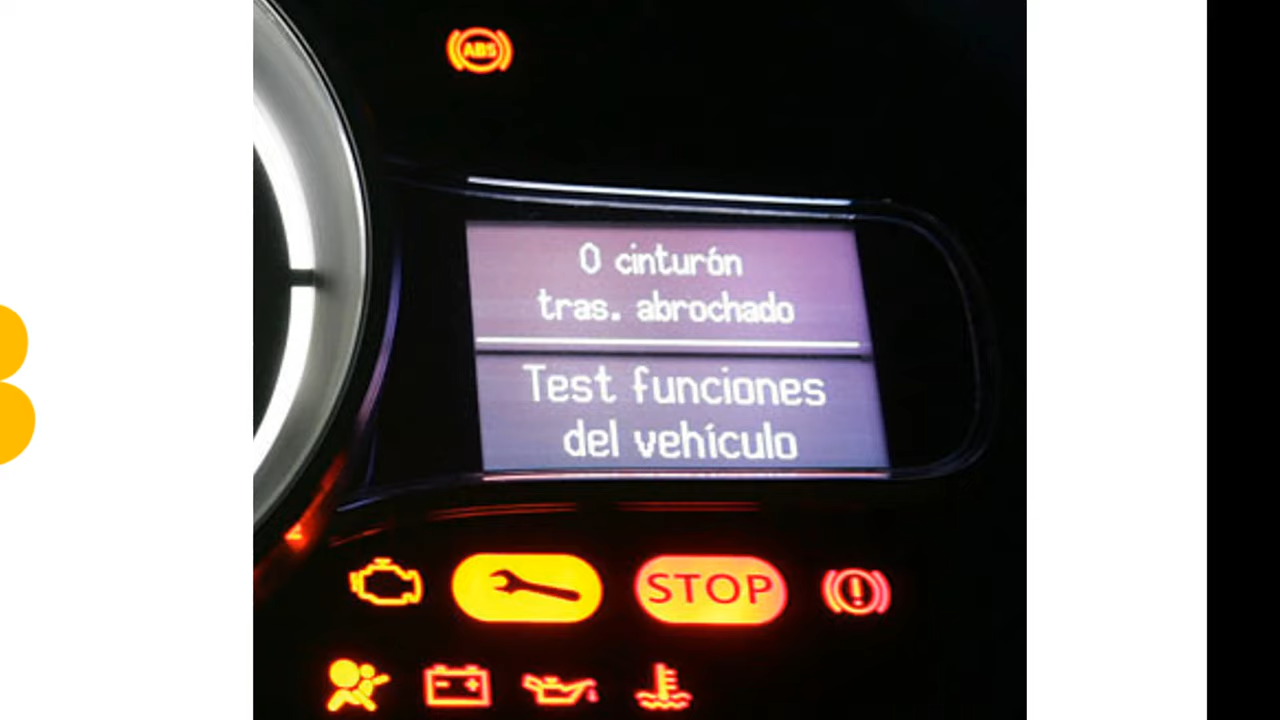 ABS
0 cinturón
tras. abrochado
Test funciones
del vehículo
STOP